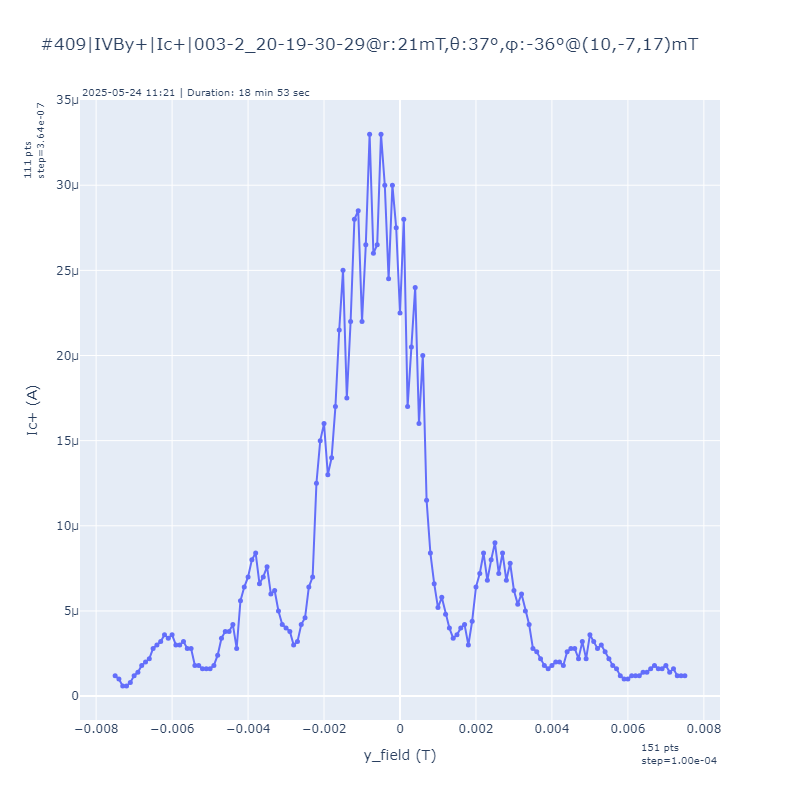 #409|IVBy+|Ic+|003-2_20-19-30-29@r:21mT,θ:37°,φ:-36°@(10,-7,17)mT
2025-05-24 11:21 | Duration: 18 min 53 sec
111 pts
step=3.64e-07
35μ
30μ
25μ
20μ
15μ
10μ
5μ
0
Ic+ (A)
−0.008
−0.006
−0.004
−0.002
0
0.002
0.004
0.006
0.008
y_field (T)
151 pts
step=1.00e-04